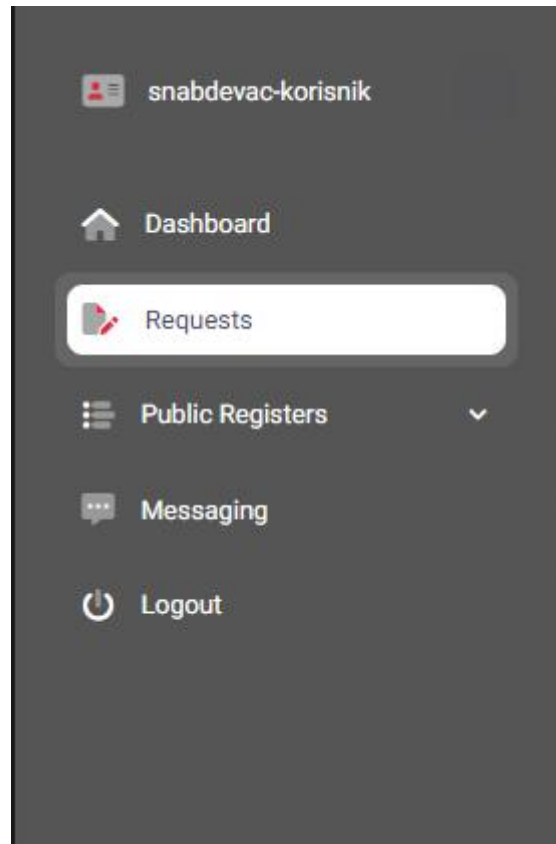 snabdevac-korisnik
Dashboard
Requests
Public Registers
Messaging
Logout